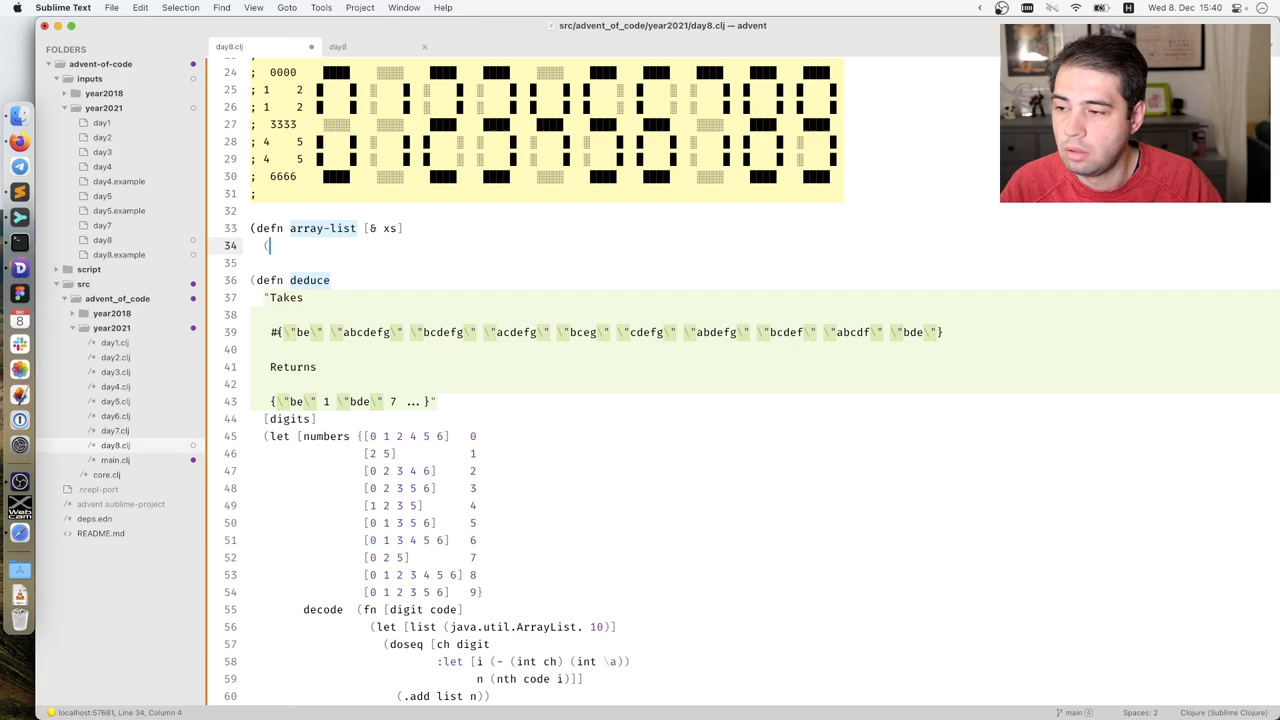 Sublime Text File Edit Selection Find View Goto Tools Project Window Help
Wed 8. Dec 15:40
src/advent_of_code/year2021/day8.clj — advent
FOLDERS
advent-of-code
inputs
year2018
year2021
day1
day2
day3
day4
day4.example
day5
day5.example
day7
day8
day8.example
script
src
advent_of_code
year2018
year2021
day1.clj
day2.clj
day3.clj
day4.clj
day5.clj
day6.clj
day7.clj
day8.clj
main.clj
core.clj
.nrepl-port
advent.sublime-project
deps.edn
README.md
day8.clj
day8
24 ;  0000
25 ; 1    2
26 ; 1    2
27 ;  3333
28 ; 4    5
29 ; 4    5
30 ;  6666
31 ;
32
33 (defn array-list [& xs]
34   (
35
36 (defn deduce
37   "Takes
38
39    #{\"be\" \"abcdefg\" \"bcdefg\" \"acdefg\" \"bceg\" \"cdefg\" \"abdefg\" \"bcdef\" \"abcdf\" \"bde\"}
40
41    Returns
42
43    {\"be\" 1 \"bde\" 7 ...}"
44   [digits]
45   (let [numbers {[0 1 2 4 5 6]   0
46                  [2 5]           1
47                  [0 2 3 4 6]     2
48                  [0 2 3 5 6]     3
49                  [1 2 3 5]       4
50                  [0 1 3 5 6]     5
51                  [0 1 3 4 5 6]   6
52                  [0 2 5]         7
53                  [0 1 2 3 4 5 6] 8
54                  [0 1 2 3 5 6]   9}
55         decode  (fn [digit code]
56                   (let [list (java.util.ArrayList. 10)]
57                     (doseq [ch digit
58                             :let [i (- (int ch) (int \a))
59                                   n (nth code i)]]
60                       (.add list n))
localhost:57681, Line 34, Column 4
main 4
Spaces: 2
Clojure (Sublime Clojure)
DEC
8
Webcam